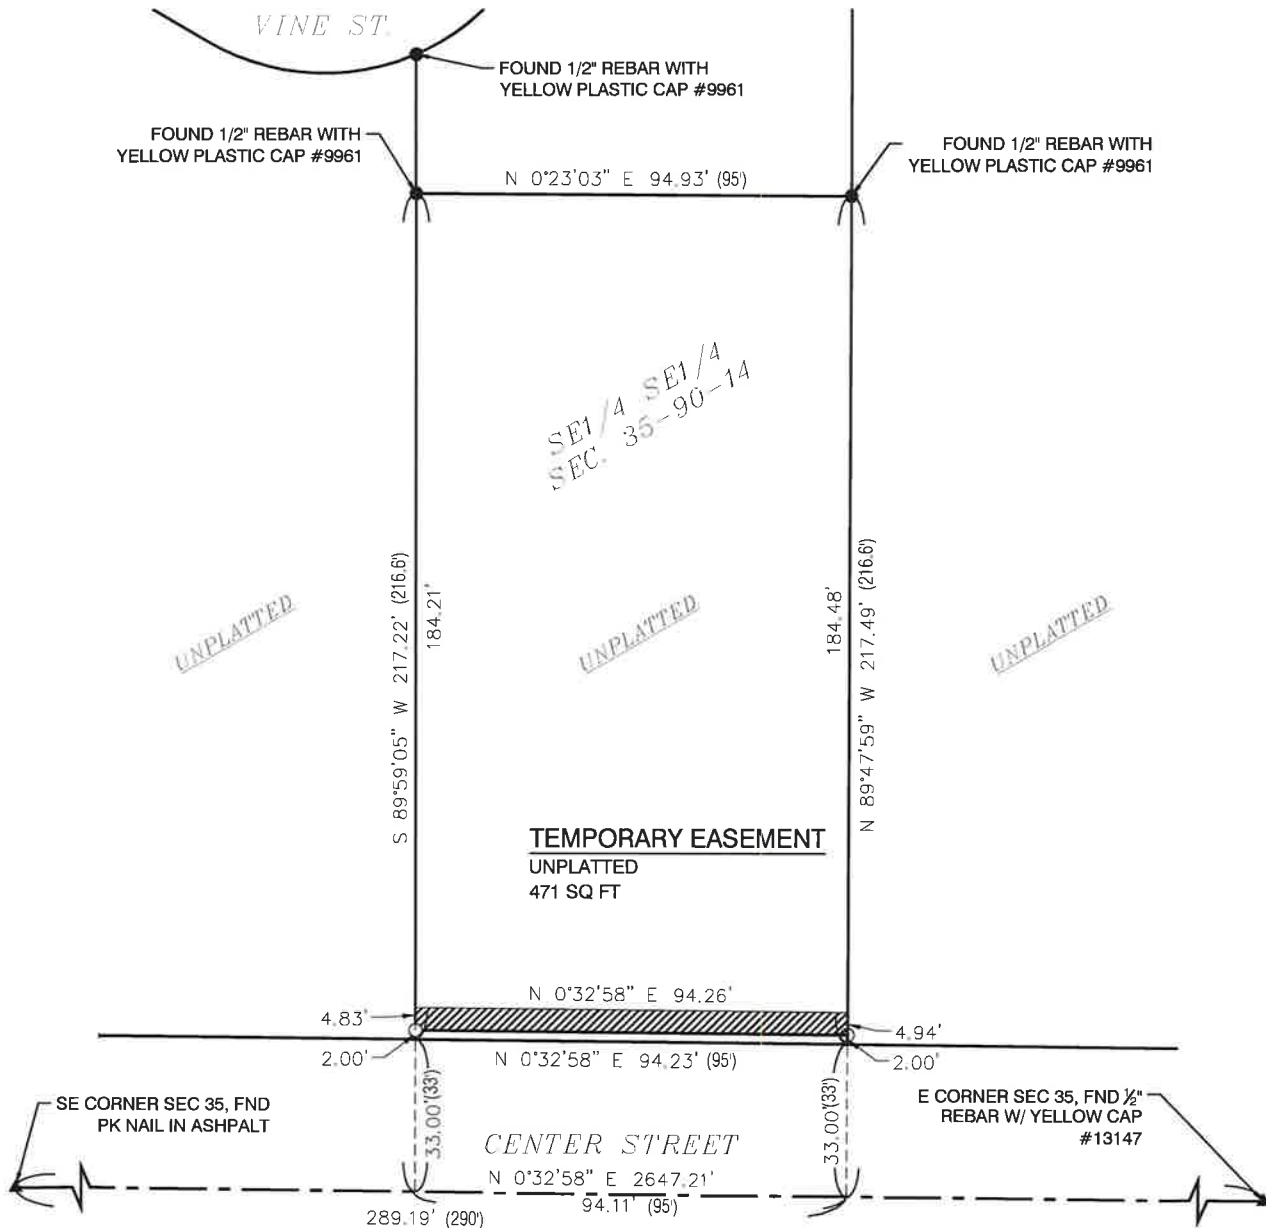 VINE ST.
FOUND 1/2" REBAR WITH
YELLOW PLASTIC CAP #9961
FOUND 1/2" REBAR WITH
YELLOW PLASTIC CAP #9961
FOUND 1/2" REBAR WITH
YELLOW PLASTIC CAP #9961
N 0°23'03" E 94.93' (95')
SE1/4 SE1/4
SEC. 35-90-14
S 89°59'05" W 217.22' (216.6')
184.21'
184.48'
N 89°47'59" W 217.49' (216.6')
UNPLATTED
UNPLATTED
UNPLATTED
TEMPORARY EASEMENT
UNPLATTED
471 SQ FT
N 0°32'58" E 94.26'
4.83'
4.94'
2.00'
N 0°32'58" E 94.23' (95')
2.00'
33.00'(33')
33.00'(33')
SE CORNER SEC 35, FND
PK NAIL IN ASHPALT
E CORNER SEC 35, FND ½"
REBAR W/ YELLOW CAP
#13147
CENTER STREET
N 0°32'58" E 2647.21'
94.11' (95')
289.19' (290')